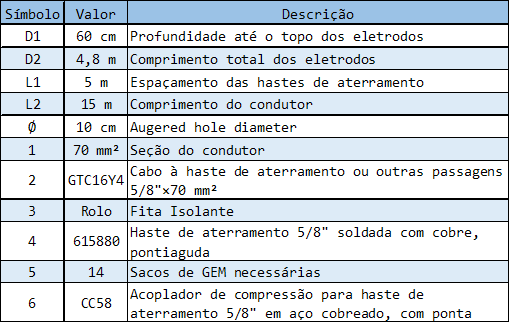 Símbolo Valor Descrição
D1 60 cm Profundidade até o topo dos eletrodos
D2 4,8 m Comprimento total dos eletrodos
L1 5 m Espaçamento das hastes de aterramento
L2 15 m Comprimento do condutor
Ø 10 cm Augered hole diameter
1 70 mm² Seção do condutor
2 GTC16Y4 Cabo à haste de aterramento ou outras passagens
5/8"×70 mm²
3 Rolo Fita Isolante
4 615880 Haste de aterramento 5/8" soldada com cobre,
pontiaguda
5 14 Sacos de GEM necessárias
6 CC58 Acoplador de compressão para haste de
aterramento 5/8" em aço cobreado, com ponta